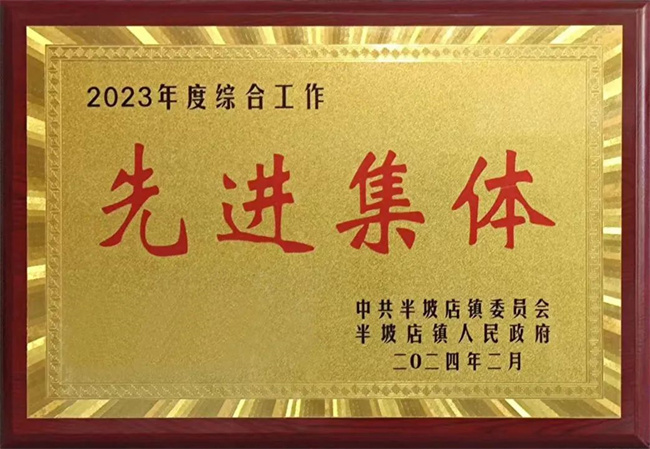 2023年度综合工作
先进集体
中共半坡店镇委员会
半坡店镇人民政府
二〇二四年二月